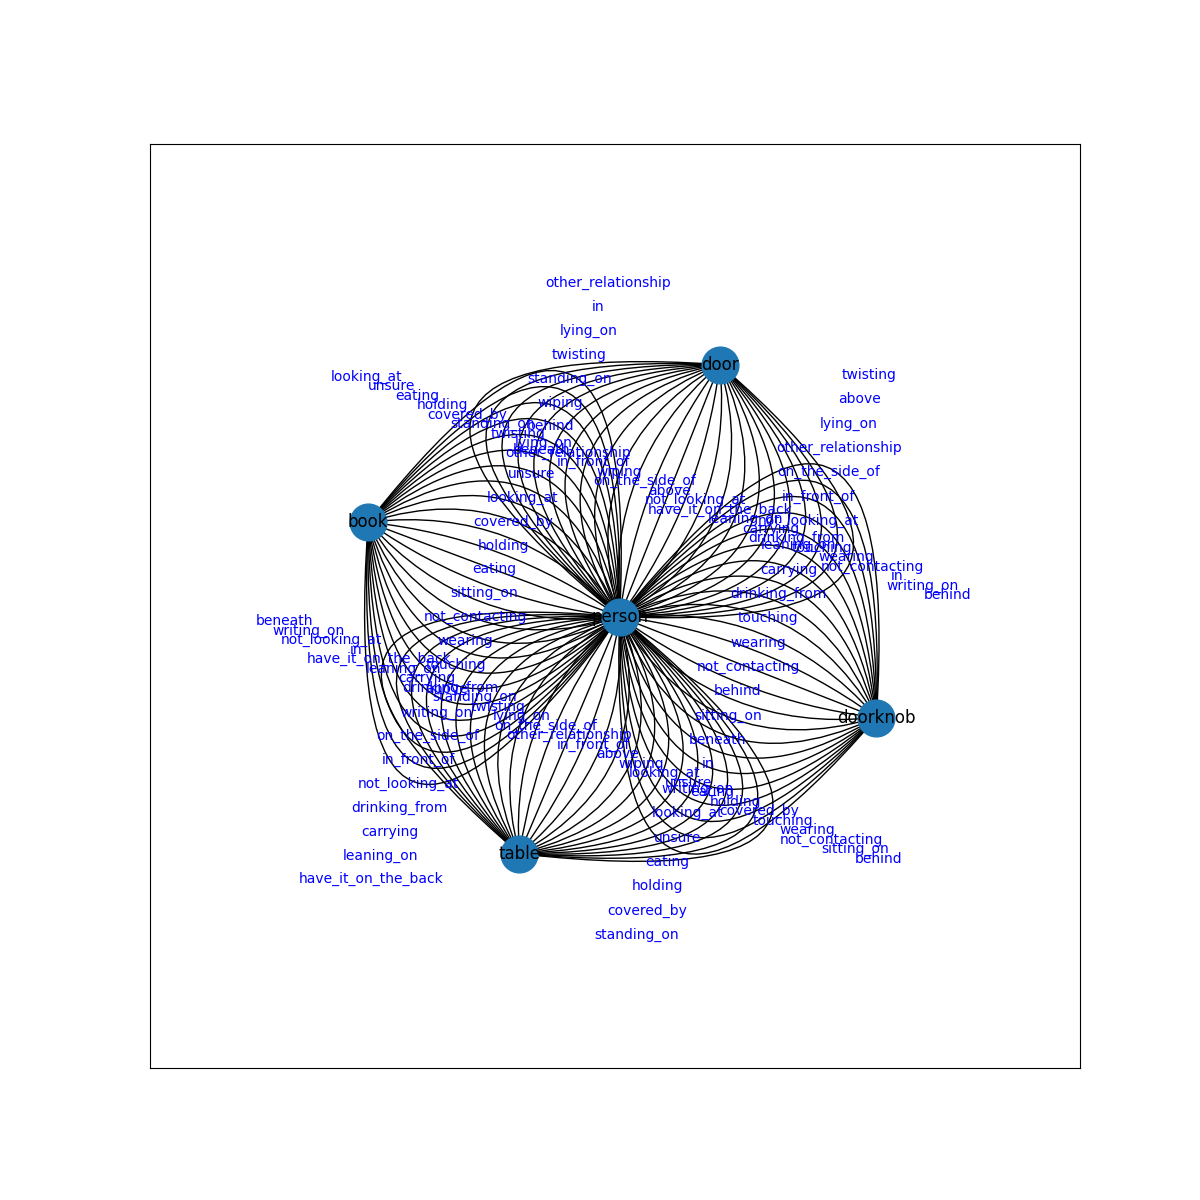 other_relationship
in
lying_on
twisting
door
twisting
looking_at
standing_on
unsure
eating
above
wiping
holding
covered_by
lying_on
standing_on
behind
twisting
lying_on
other_relationship
beneath
other_relationship
in_front_of
on_the_side_of
wiping
unsure
on_the_side_of
above
in_front_of
looking_at
not_looking_at
have_it_on_the_back
leaning_on
not_looking_at
book
covered_by
carrying
drinking_from
holding
leaning_on
touching
wearing
not_contacting
eating
carrying
in
writing_on
sitting_on
drinking_from
behind
not_contacting
person
touching
beneath
writing_on
not_looking_at
wearing
wearing
in
have_it_on_the_back
touching
leaning_on
not_contacting
carrying
drinking_from
behind
standing_on
twisting
writing_on
lying_on
sitting_on
doorknob
on_the_side_of
on_the_side_of
other_relationship
beneath
in_front_of
above
in_front_of
wiping
in
looking_at
not_looking_at
unsure
writing_on
eating
holding
drinking_from
covered_by
looking_at
touching
carrying
wearing
unsure
not_contacting
sitting_on
table
leaning_on
behind
eating
have_it_on_the_back
holding
covered_by
standing_on